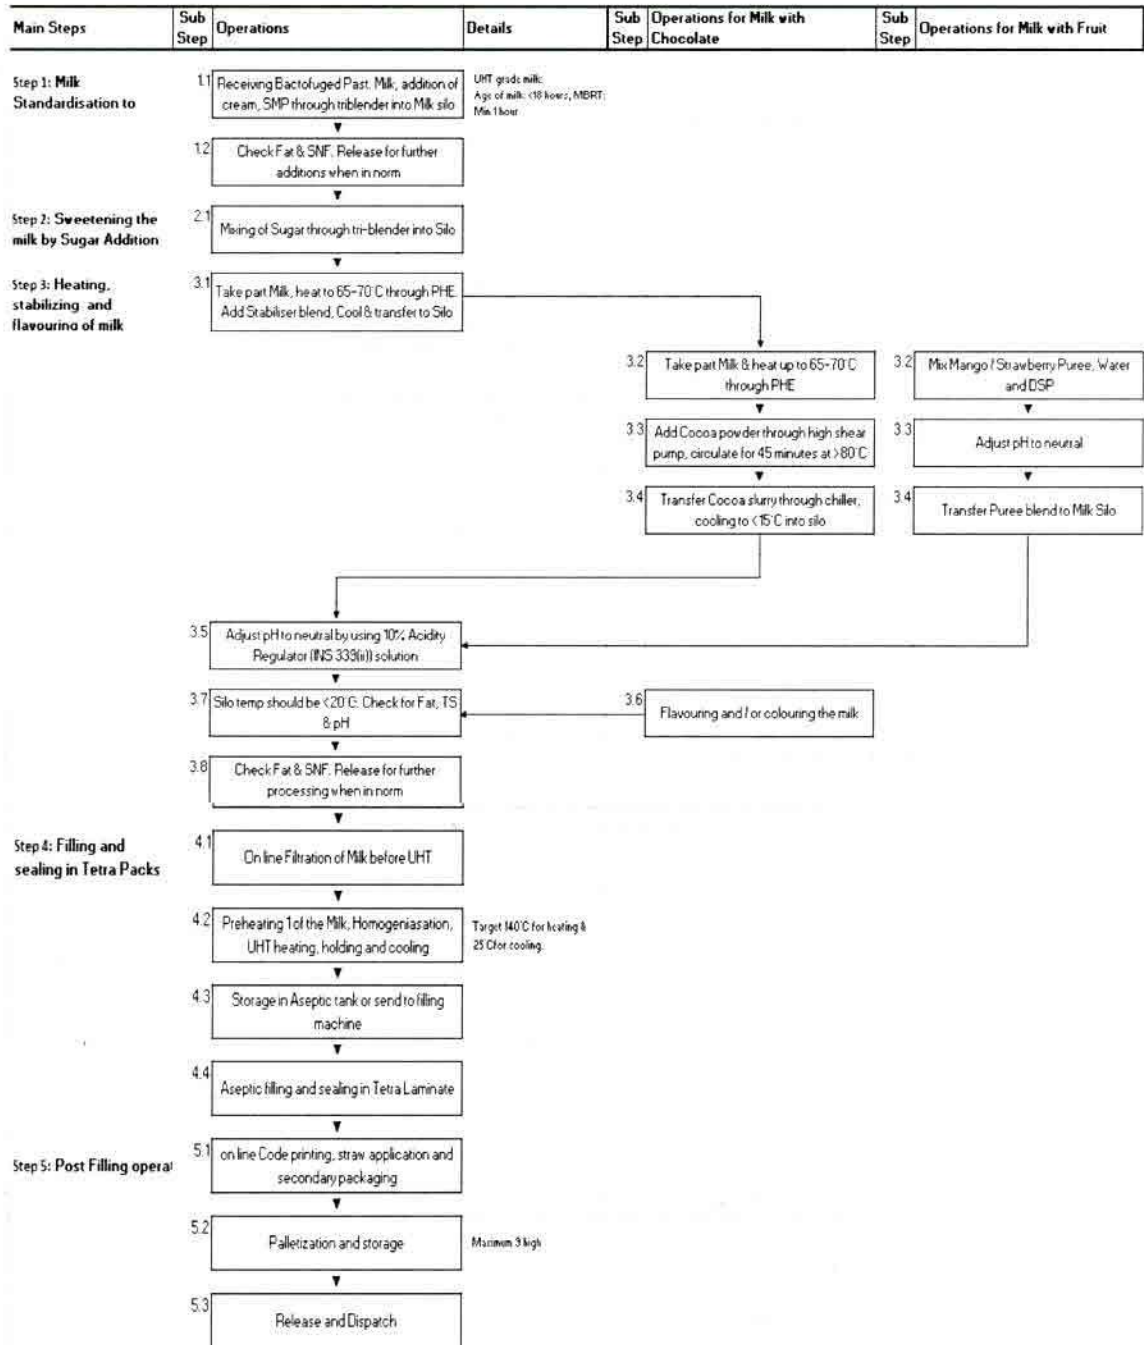 Main Steps
Sub Step
Operations
Details
Sub Step
Operations for Milk with Chocolate
Sub Step
Operations for Milk with Fruit
Step 1: Milk
Standardisation to
1.1
Receiving Bactofuged Past. Milk, addition of
cream, SMP through triblender into Milk silo
UHT grade milk:
Age of milk: <18 hours, MBRT:
Min 1 hour
1.2
Check Fat & SNF. Release for further
additions when in norm
Step 2: Sweetening the
milk by Sugar Addition
2.1
Mixing of Sugar through tri-blender into Silo
Step 3: Heating,
stabilizing and
flavouring of milk
3.1
Take part Milk, heat to 65-70°C through PHE.
Add Stabiliser blend, Cool & transfer to Silo
3.2
Take part Milk & heat up to 65-70°C
through PHE
3.2
Mix Mango / Strawberry Puree, Water
and DSP
3.3
Add Cocoa powder through high shear
pump, circulate for 45 minutes at >80°C
3.3
Adjust pH to neutral
3.4
Transfer Cocoa slurry through chiller,
cooling to <15°C into silo
3.4
Transfer Puree blend to Milk Silo
3.5
Adjust pH to neutral by using 10% Acidity
Regulator (INS 339(ii)) solution
3.7
Silo temp should be <20°C. Check for Fat, TS
& pH
3.6
Flavouring and / or colouring the milk
3.8
Check Fat & SNF. Release for further
processing when in norm
Step 4: Filling and
sealing in Tetra Packs
4.1
On line Filtration of Milk before UHT
4.2
Preheating 1 of the Milk, Homogeniasation,
UHT heating, holding and cooling
Target 140°C for heating &
25°C for cooling.
4.3
Storage in Aseptic tank or send to filling
machine
4.4
Aseptic filling and sealing in Tetra Laminate
Step 5: Post Filling operat
5.1
on line Code printing, straw application and
secondary packaging
5.2
Palletization and storage
Maximum 9 high
5.3
Release and Dispatch